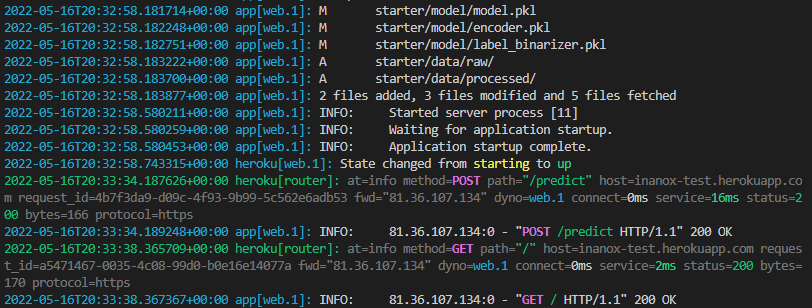 2022-05-16T20:32:58.181714+00:00 app[web.1]: M       starter/model/model.pkl
2022-05-16T20:32:58.182248+00:00 app[web.1]: M       starter/model/encoder.pkl
2022-05-16T20:32:58.182751+00:00 app[web.1]: M       starter/model/label_binarizer.pkl
2022-05-16T20:32:58.183222+00:00 app[web.1]: A       starter/data/raw/
2022-05-16T20:32:58.183700+00:00 app[web.1]: A       starter/data/processed/
2022-05-16T20:32:58.183877+00:00 app[web.1]: 2 files added, 3 files modified and 5 files fetched
2022-05-16T20:32:58.580211+00:00 app[web.1]: INFO:     Started server process [11]
2022-05-16T20:32:58.580259+00:00 app[web.1]: INFO:     Waiting for application startup.
2022-05-16T20:32:58.580453+00:00 app[web.1]: INFO:     Application startup complete.
2022-05-16T20:32:58.743315+00:00 heroku[web.1]: State changed from starting to up
2022-05-16T20:33:34.187626+00:00 heroku[router]: at=info method=POST path="/predict" host=inanox-test.herokuapp.co
m request_id=4b7f3da9-d09c-4f93-9b99-5c562e6adb53 fwd="81.36.107.134" dyno=web.1 connect=0ms service=16ms status=2
00 bytes=166 protocol=https
2022-05-16T20:33:34.189248+00:00 app[web.1]: INFO:     81.36.107.134:0 - "POST /predict HTTP/1.1" 200 OK
2022-05-16T20:33:38.365709+00:00 heroku[router]: at=info method=GET path="/" host=inanox-test.herokuapp.com reques
t_id=a5471467-0035-4c08-99d0-b0e16e14077a fwd="81.36.107.134" dyno=web.1 connect=0ms service=2ms status=200 bytes=
170 protocol=https
2022-05-16T20:33:38.367367+00:00 app[web.1]: INFO:     81.36.107.134:0 - "GET / HTTP/1.1" 200 OK